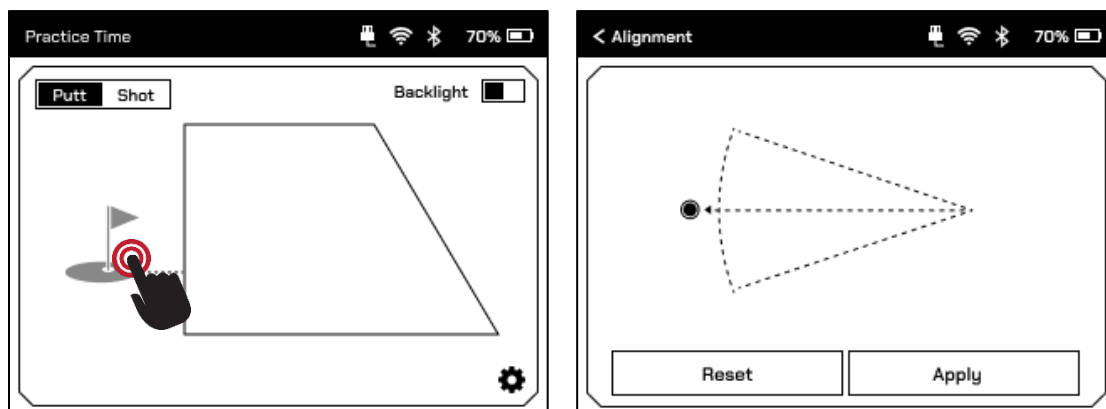 Practice Time 70%
Putt Shot Backlight
< Alignment 70%
Reset Apply